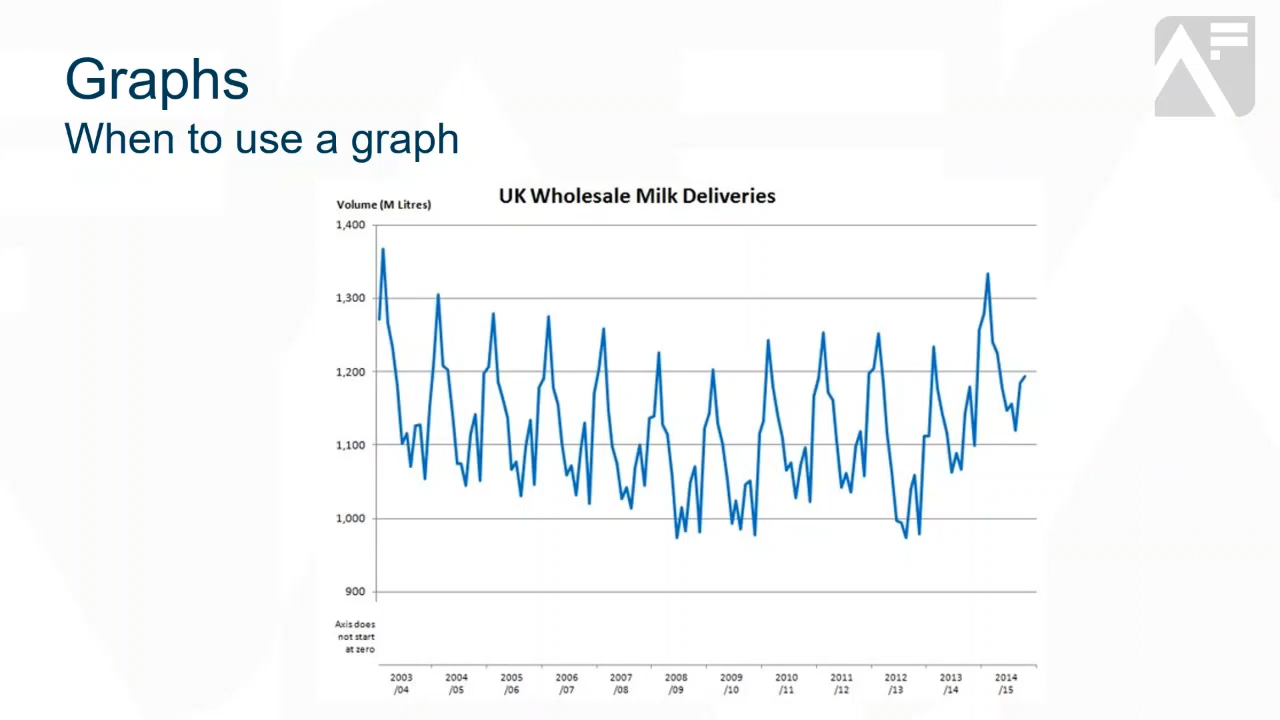 Graphs
When to use a graph
UK Wholesale Milk Deliveries
Volume (M Litres)
1,400
1,300
1,200
1,100
1,000
900
Axis does
not start
at zero
2003 2004 2005 2006 2007 2008 2009 2010 2011 2012 2013 2014
/04 /05 /06 /07 /08 /09 /10 /11 /12 /13 /14 /15